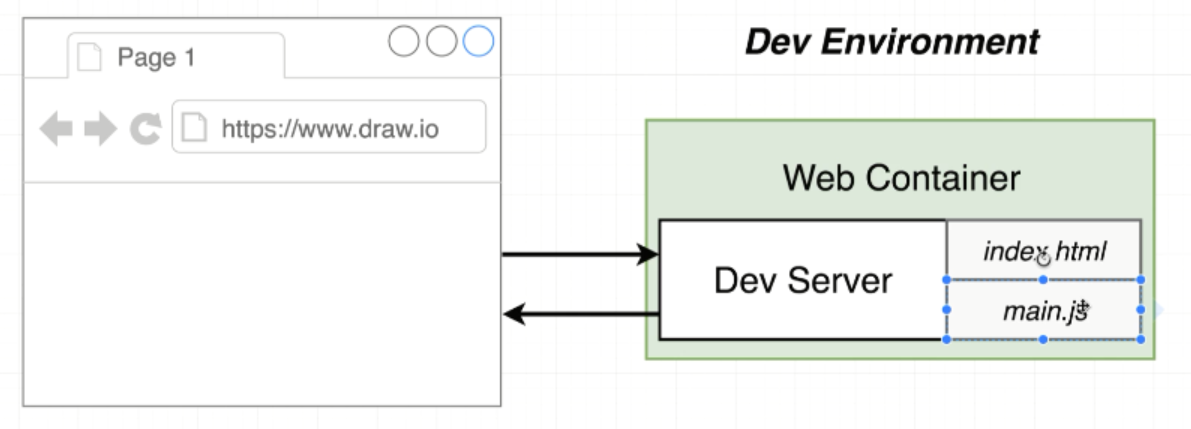 Page 1
https://www.draw.io
Dev Environment
Web Container
Dev Server
index.html
main.js